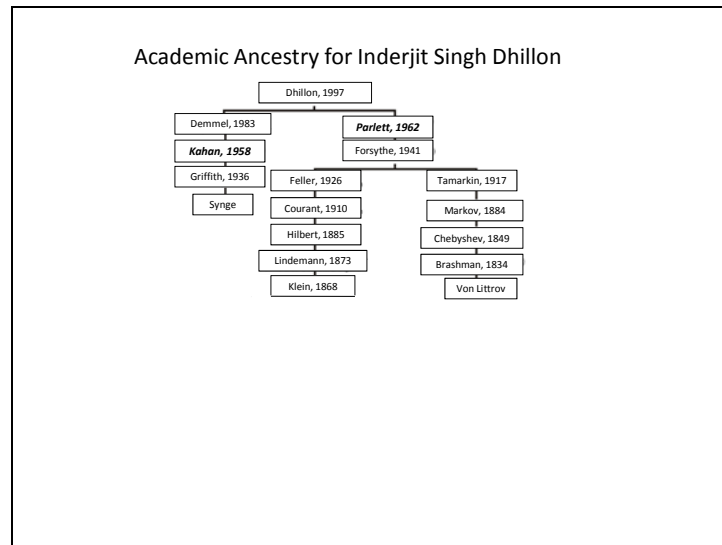 Academic Ancestry for Inderjit Singh Dhillon
Dhillon, 1997
Demmel, 1983
Parlett, 1962
Kahan, 1958
Forsythe, 1941
Griffith, 1936
Feller, 1926
Tamarkin, 1917
Synge
Courant, 1910
Markov, 1884
Hilbert, 1885
Chebyshev, 1849
Lindemann, 1873
Brashman, 1834
Klein, 1868
Von Littrov